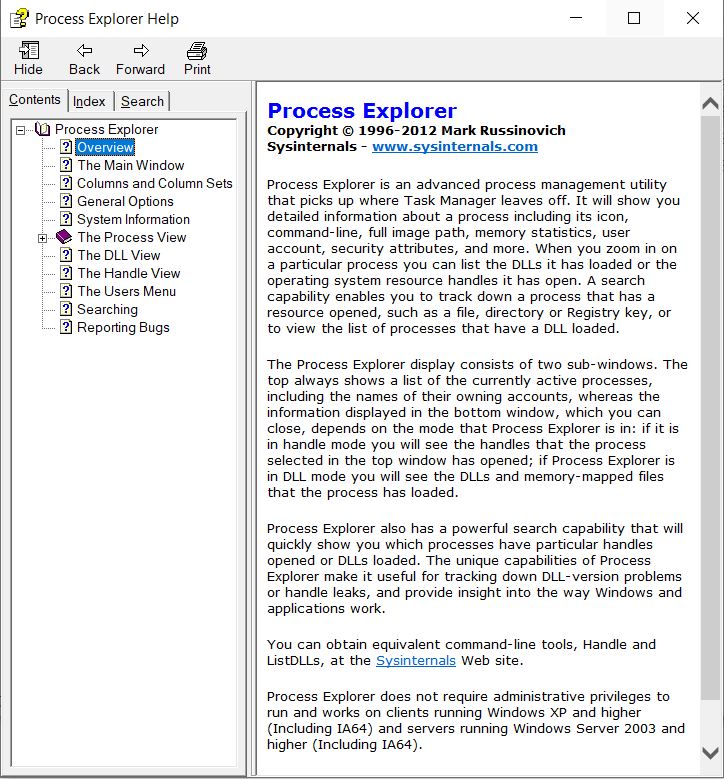 Process Explorer Help
Hide Back Forward Print
Contents Index Search
Process Explorer
Overview
The Main Window
Columns and Column Sets
General Options
System Information
The Process View
The DLL View
The Handle View
The Users Menu
Searching
Reporting Bugs
Process Explorer
Copyright © 1996-2012 Mark Russinovich
Sysinternals - www.sysinternals.com
Process Explorer is an advanced process management utility
that picks up where Task Manager leaves off. It will show you
detailed information about a process including its icon,
command-line, full image path, memory statistics, user
account, security attributes, and more. When you zoom in on
a particular process you can list the DLLs it has loaded or the
operating system resource handles it has open. A search
capability enables you to track down a process that has a
resource opened, such as a file, directory or Registry key, or
to view the list of processes that have a DLL loaded.
The Process Explorer display consists of two sub-windows. The
top always shows a list of the currently active processes,
including the names of their owning accounts, whereas the
information displayed in the bottom window, which you can
close, depends on the mode that Process Explorer is in: if it is
in handle mode you will see the handles that the process
selected in the top window has opened; if Process Explorer is
in DLL mode you will see the DLLs and memory-mapped files
that the process has loaded.
Process Explorer also has a powerful search capability that will
quickly show you which processes have particular handles
opened or DLLs loaded. The unique capabilities of Process
Explorer make it useful for tracking down DLL-version problems
or handle leaks, and provide insight into the way Windows and
applications work.
You can obtain equivalent command-line tools, Handle and
ListDLLs, at the Sysinternals Web site.
Process Explorer does not require administrative privileges to
run and works on clients running Windows XP and higher
(Including IA64) and servers running Windows Server 2003 and
higher (Including IA64).